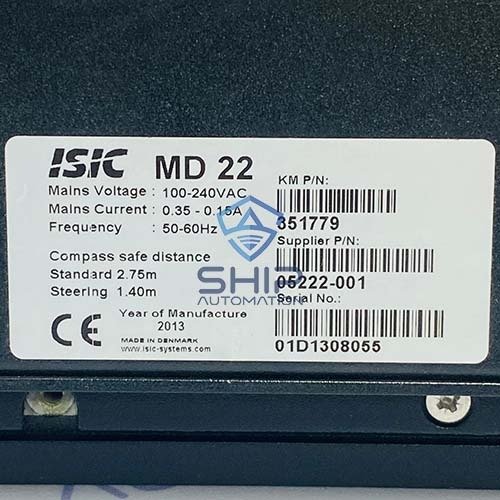 ISIC MD 22
Mains Voltage : 100-240VAC
Mains Current : 0.35 - 0.15A
Frequency : 50-60Hz
Compass safe distance
Standard 2.75m
Steering 1.40m
CE
Year of Manufacture
2013
MADE IN DENMARK
www.isic-systems.com
KM P/N:
351779
Supplier P/N:
05222-001
Serial No.:
01D1308055
SHIP
AUTOMATION